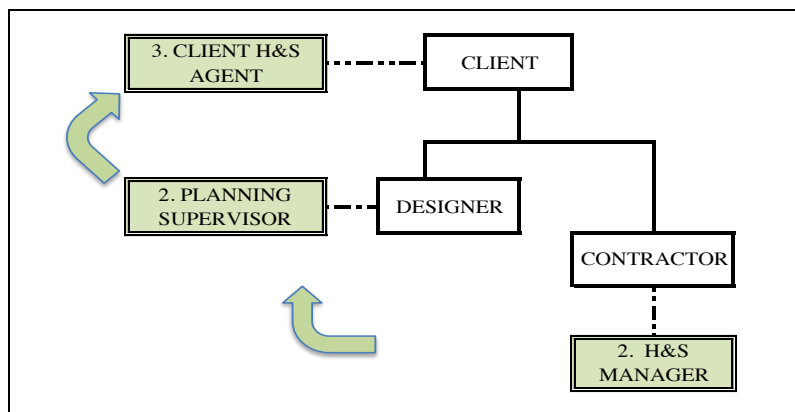 3. CLIENT H&S
AGENT
CLIENT
2. PLANNING
SUPERVISOR
DESIGNER
CONTRACTOR
2. H&S
MANAGER